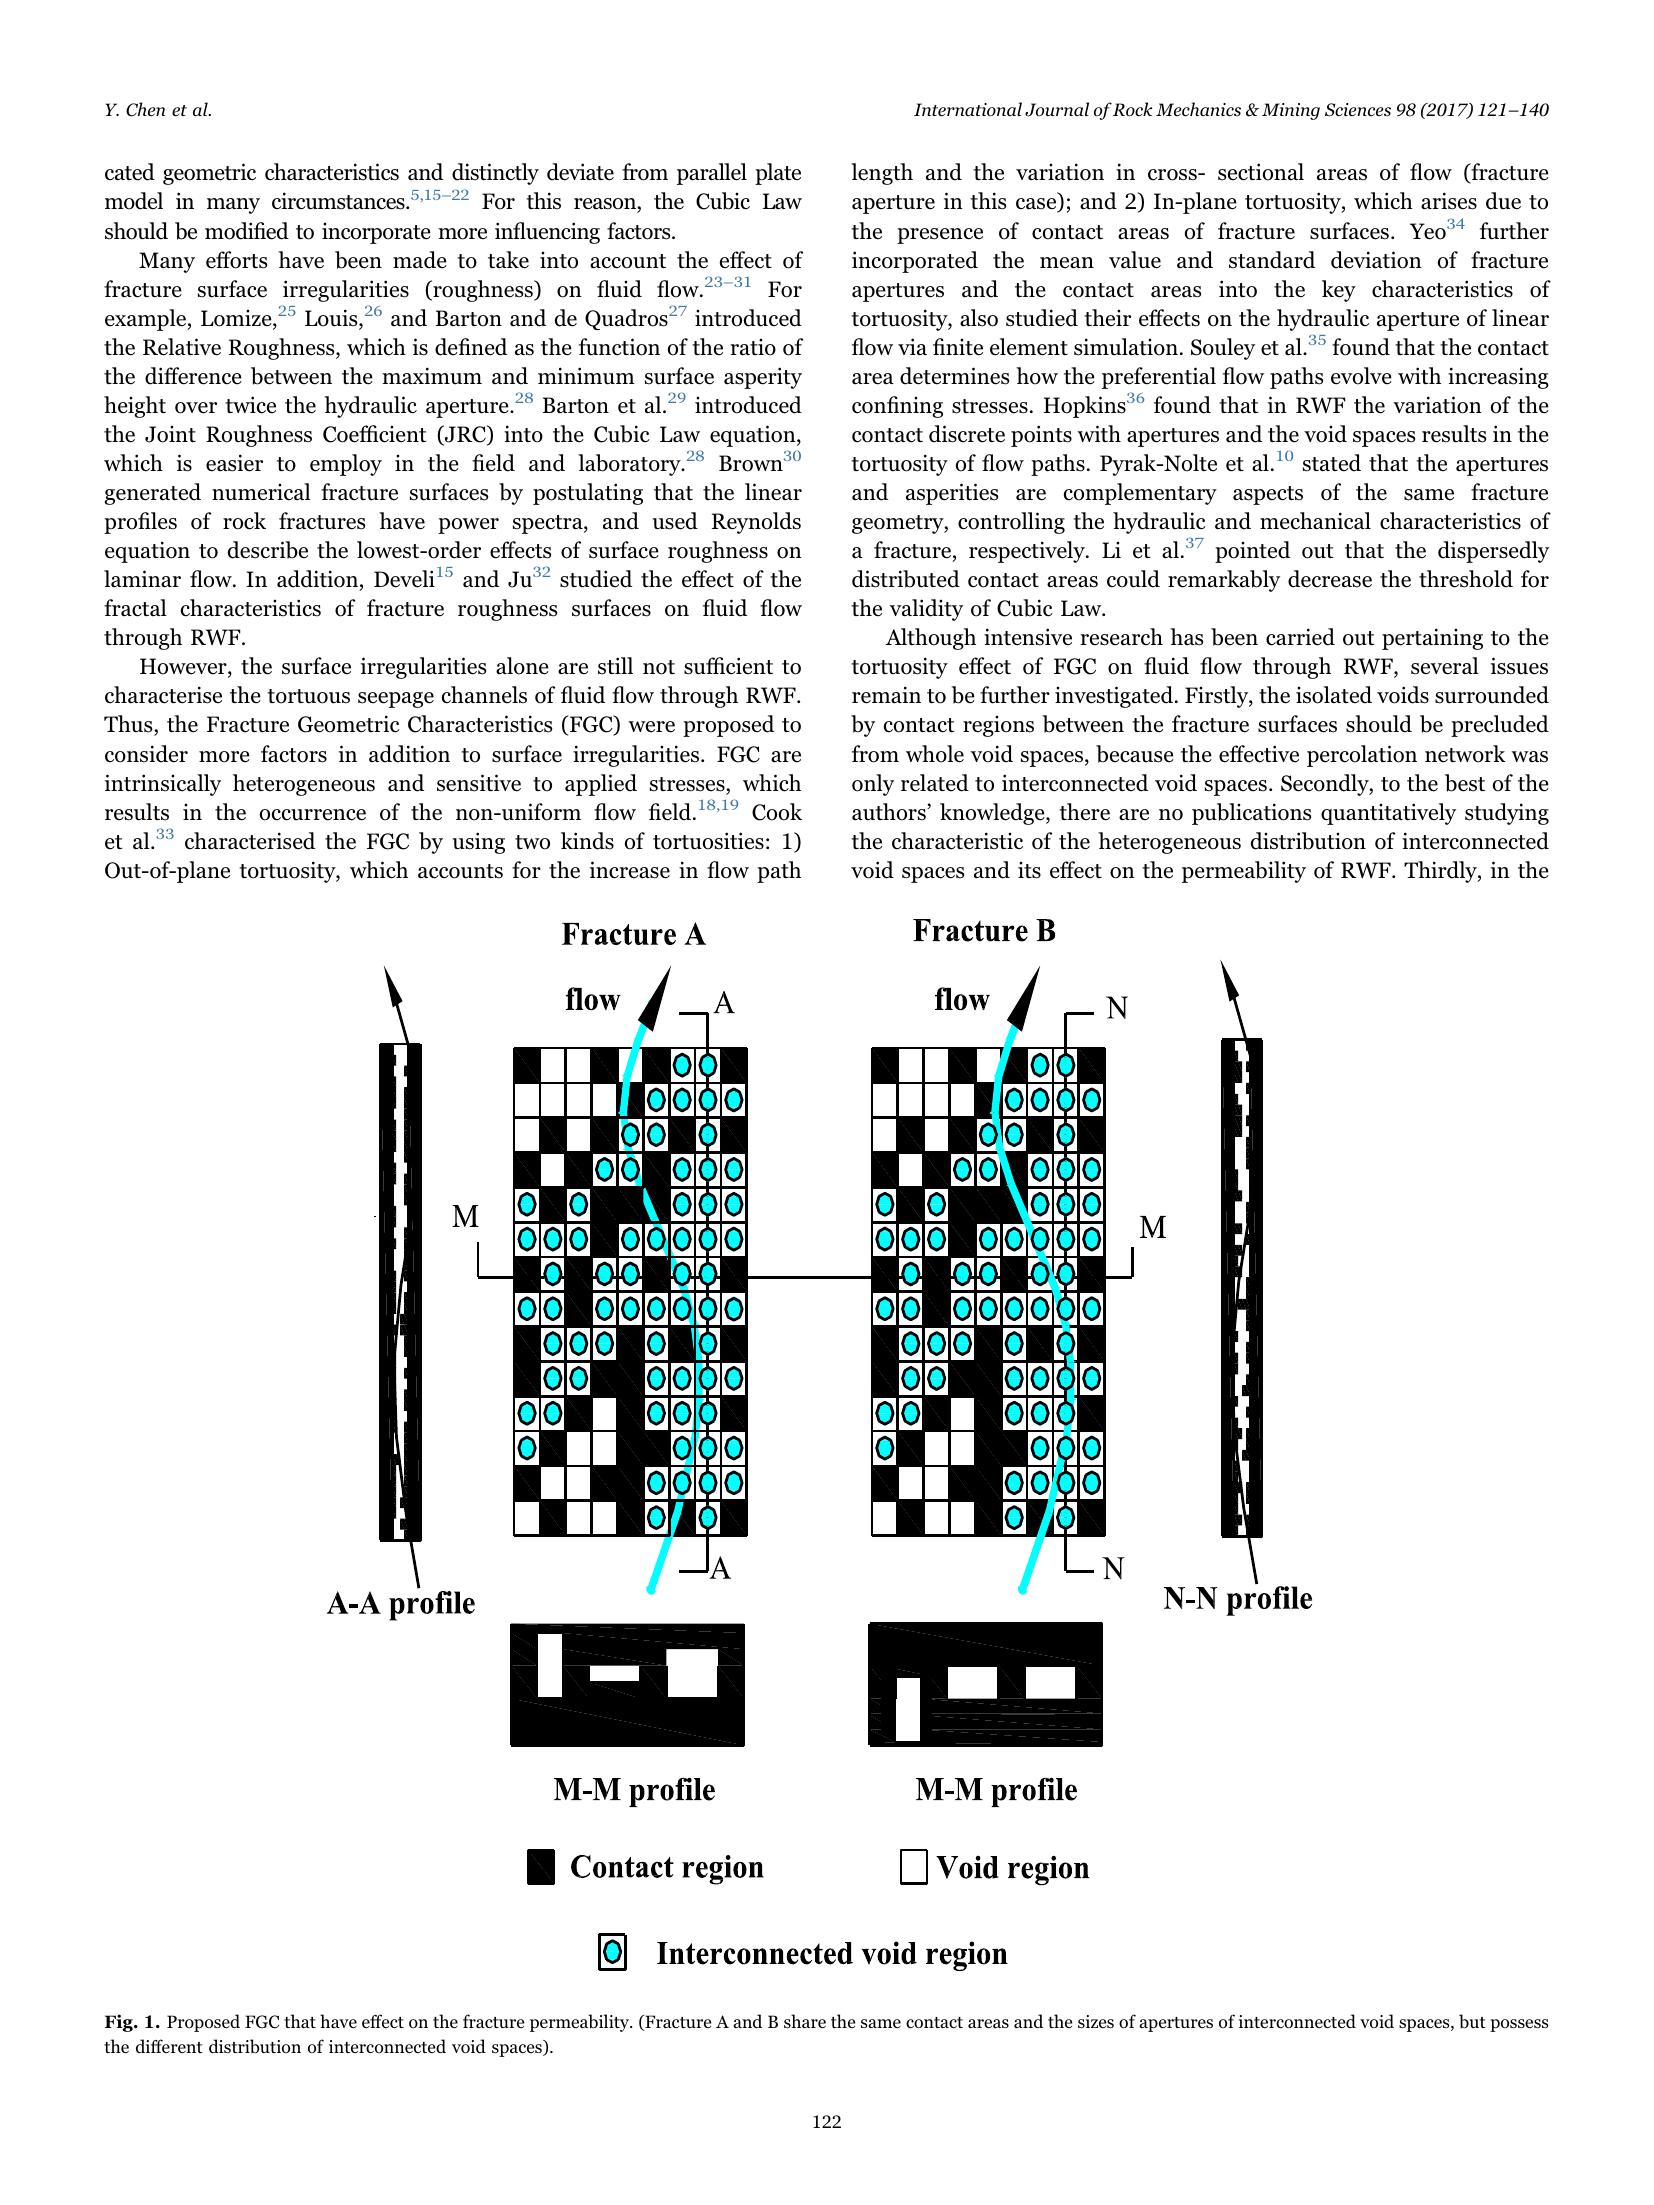 Y. Chen et al.
International Journal of Rock Mechanics & Mining Sciences 98 (2017) 121–140
cated geometric characteristics and distinctly deviate from parallel plate
model in many circumstances.5,15–22 For this reason, the Cubic Law
should be modified to incorporate more influencing factors.
Many efforts have been made to take into account the effect of
fracture surface irregularities (roughness) on fluid flow.23–31 For
example, Lomize,25 Louis,26 and Barton and de Quadros27 introduced
the Relative Roughness, which is defined as the function of the ratio of
the difference between the maximum and minimum surface asperity
height over twice the hydraulic aperture.28 Barton et al.29 introduced
the Joint Roughness Coefficient (JRC) into the Cubic Law equation,
which is easier to employ in the field and laboratory.28 Brown30
generated numerical fracture surfaces by postulating that the linear
profiles of rock fractures have power spectra, and used Reynolds
equation to describe the lowest-order effects of surface roughness on
laminar flow. In addition, Develi15 and Ju32 studied the effect of the
fractal characteristics of fracture roughness surfaces on fluid flow
through RWF.
However, the surface irregularities alone are still not sufficient to
characterise the tortuous seepage channels of fluid flow through RWF.
Thus, the Fracture Geometric Characteristics (FGC) were proposed to
consider more factors in addition to surface irregularities. FGC are
intrinsically heterogeneous and sensitive to applied stresses, which
results in the occurrence of the non-uniform flow field.18,19 Cook
et al.33 characterised the FGC by using two kinds of tortuosities: 1)
Out-of-plane tortuosity, which accounts for the increase in flow path
length and the variation in cross- sectional areas of flow (fracture
aperture in this case); and 2) In-plane tortuosity, which arises due to
the presence of contact areas of fracture surfaces. Yeo34 further
incorporated the mean value and standard deviation of fracture
apertures and the contact areas into the key characteristics of
tortuosity, also studied their effects on the hydraulic aperture of linear
flow via finite element simulation. Souley et al.35 found that the contact
area determines how the preferential flow paths evolve with increasing
confining stresses. Hopkins36 found that in RWF the variation of the
contact discrete points with apertures and the void spaces results in the
tortuosity of flow paths. Pyrak-Nolte et al.10 stated that the apertures
and asperities are complementary aspects of the same fracture
geometry, controlling the hydraulic and mechanical characteristics of
a fracture, respectively. Li et al.37 pointed out that the dispersedly
distributed contact areas could remarkably decrease the threshold for
the validity of Cubic Law.
Although intensive research has been carried out pertaining to the
tortuosity effect of FGC on fluid flow through RWF, several issues
remain to be further investigated. Firstly, the isolated voids surrounded
by contact regions between the fracture surfaces should be precluded
from whole void spaces, because the effective percolation network was
only related to interconnected void spaces. Secondly, to the best of the
authors' knowledge, there are no publications quantitatively studying
the characteristic of the heterogeneous distribution of interconnected
void spaces and its effect on the permeability of RWF. Thirdly, in the
Fracture A
Fracture B
flow
A
flow
N
M
M
A
N
A-A profile
N-N profile
M-M profile
M-M profile
Contact region
Void region
Interconnected void region
Fig. 1. Proposed FGC that have effect on the fracture permeability. (Fracture A and B share the same contact areas and the sizes of apertures of interconnected void spaces, but possess
the different distribution of interconnected void spaces).
122